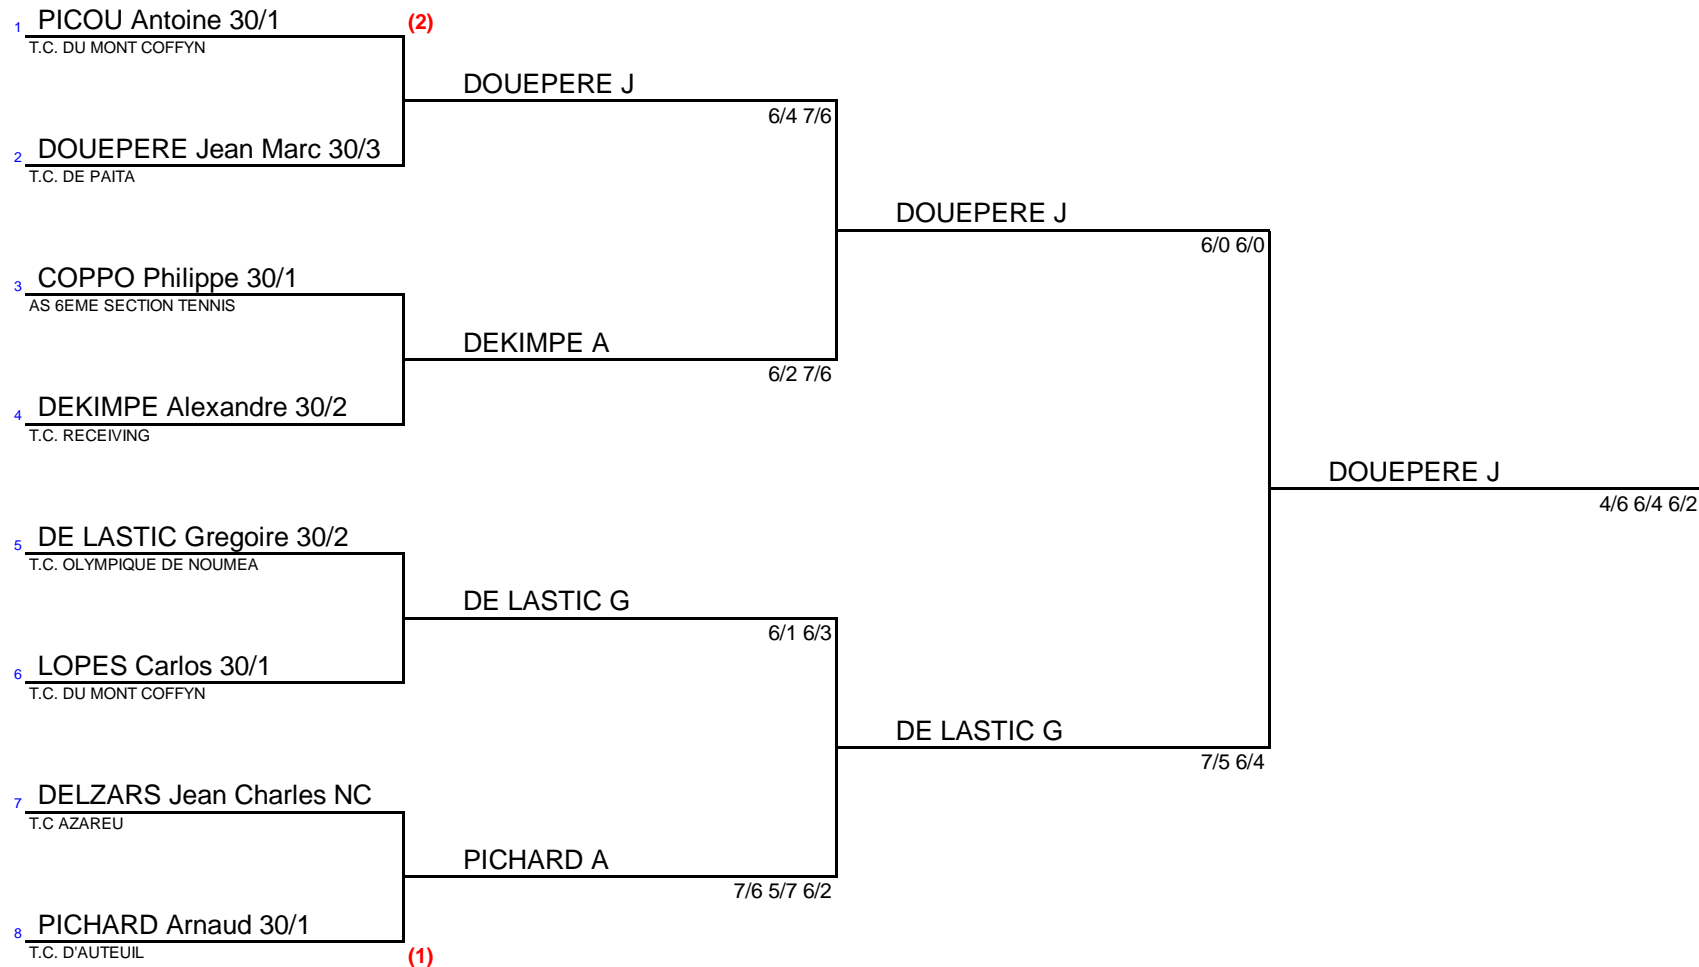 1 PICOU Antoine 30/1 (2)
T.C. DU MONT COFFYN
DOUEPERE J
6/4 7/6
2 DOUEPERE Jean Marc 30/3
T.C. DE PAITA
DOUEPERE J
6/0 6/0
3 COPPO Philippe 30/1
AS 6EME SECTION TENNIS
DEKIMPE A
6/2 7/6
4 DEKIMPE Alexandre 30/2
T.C. RECEIVING
DOUEPERE J
4/6 6/4 6/2
5 DE LASTIC Gregoire 30/2
T.C. OLYMPIQUE DE NOUMEA
DE LASTIC G
6/1 6/3
6 LOPES Carlos 30/1
T.C. DU MONT COFFYN
DE LASTIC G
7/5 6/4
7 DELZARS Jean Charles NC
T.C AZAREU
PICHARD A
7/6 5/7 6/2
8 PICHARD Arnaud 30/1
T.C. D'AUTEUIL (1)